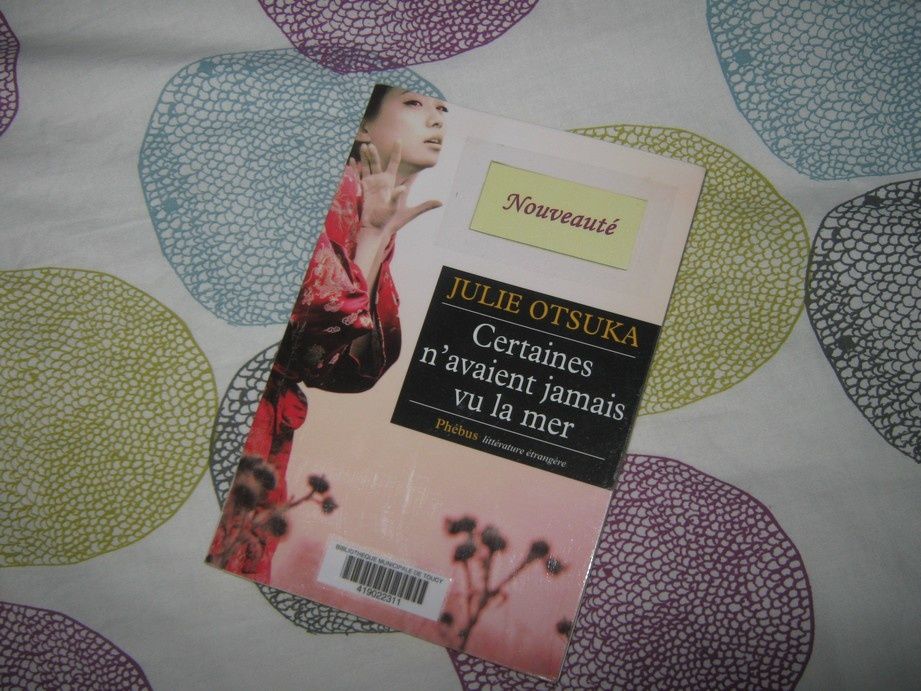 Nouveauté
JULIE OTSUKA
Certaines
n'avaient jamais
vu la mer
Phébus littérature étrangère
BIBLIOTHEQUE MUNICIPALE DE TOUCY
419022311